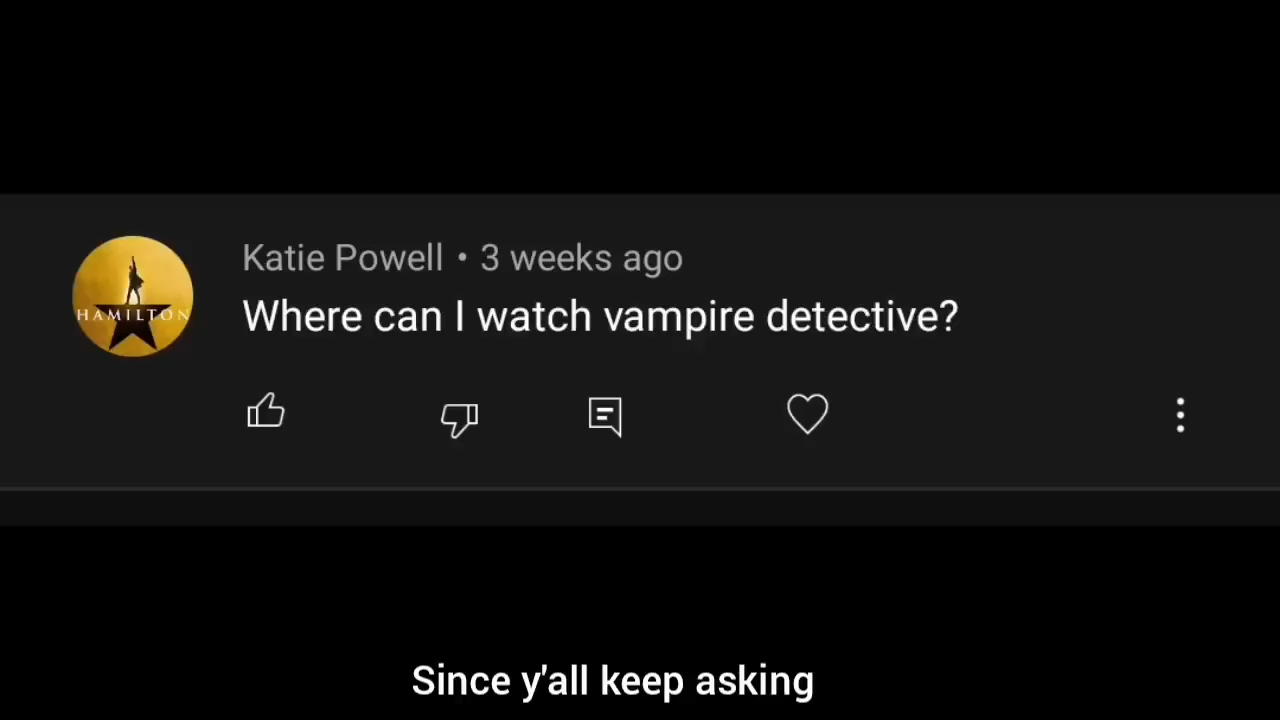 Katie Powell • 3 weeks ago
HAMILTON
Where can I watch vampire detective?
Since y'all keep asking